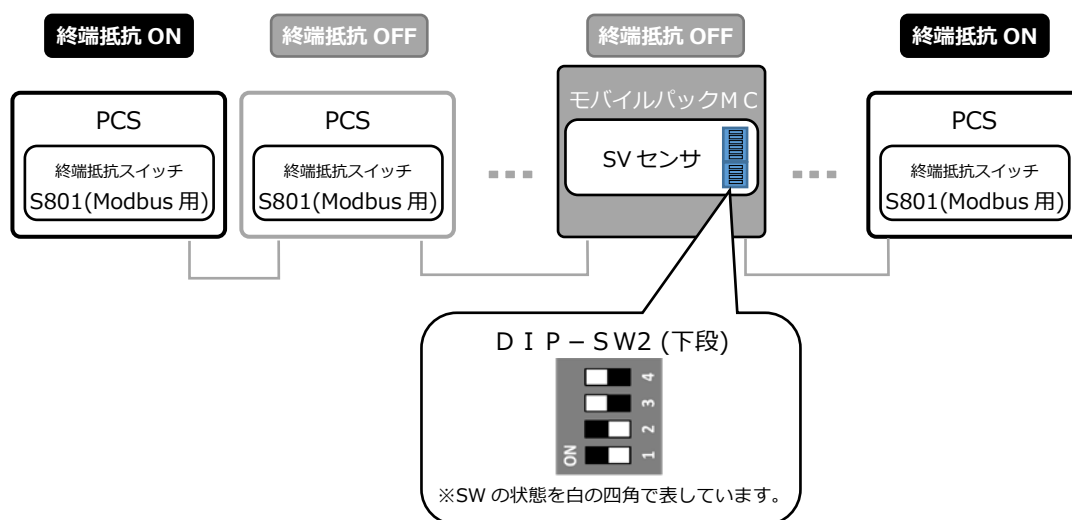 終端抵抗 ON
終端抵抗 OFF
終端抵抗 OFF
終端抵抗 ON
PCS
終端抵抗スイッチ
S801(Modbus 用)
PCS
終端抵抗スイッチ
S801(Modbus 用)
モバイルパックＭＣ
SV センサ
PCS
終端抵抗スイッチ
S801(Modbus 用)
ＤＩＰ－ＳＷ2 (下段)
4
3
2
1
ON
※SW の状態を白の四角で表しています。